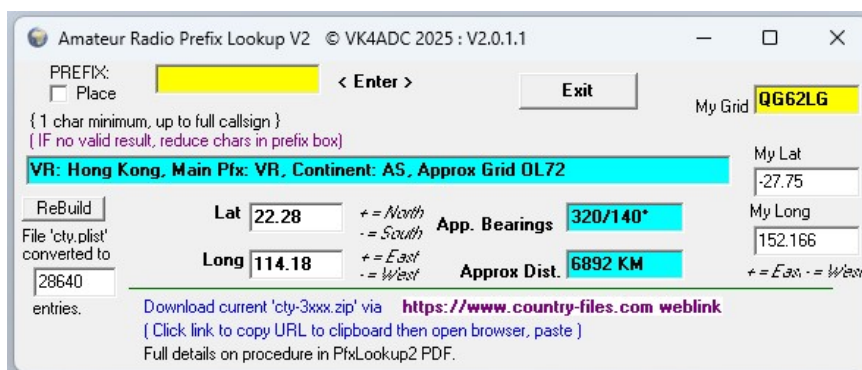 Amateur Radio Prefix Lookup V2 © VK4ADC 2025 : V2.0.1.1
PREFIX:
Place
< Enter >
Exit
My Grid QG62LG
{ 1 char minimum, up to full callsign }
( IF no valid result, reduce chars in prefix box)
VR: Hong Kong, Main Pfx: VR, Continent: AS, Approx Grid OL72
My Lat
-27.75
ReBuild
Lat 22.28
+ = North
- = South
App. Bearings 320/140°
My Long
152.166
File 'cty.plist'
converted to
28640
entries.
Long 114.18
+ = East
- = West
Approx Dist. 6892 KM
+ = Eas, - = West
Download current 'cty-3xxx.zip' via https://www.country-files.com weblink
( Click link to copy URL to clipboard then open browser, paste )
Full details on procedure in PfxLookup2 PDF.